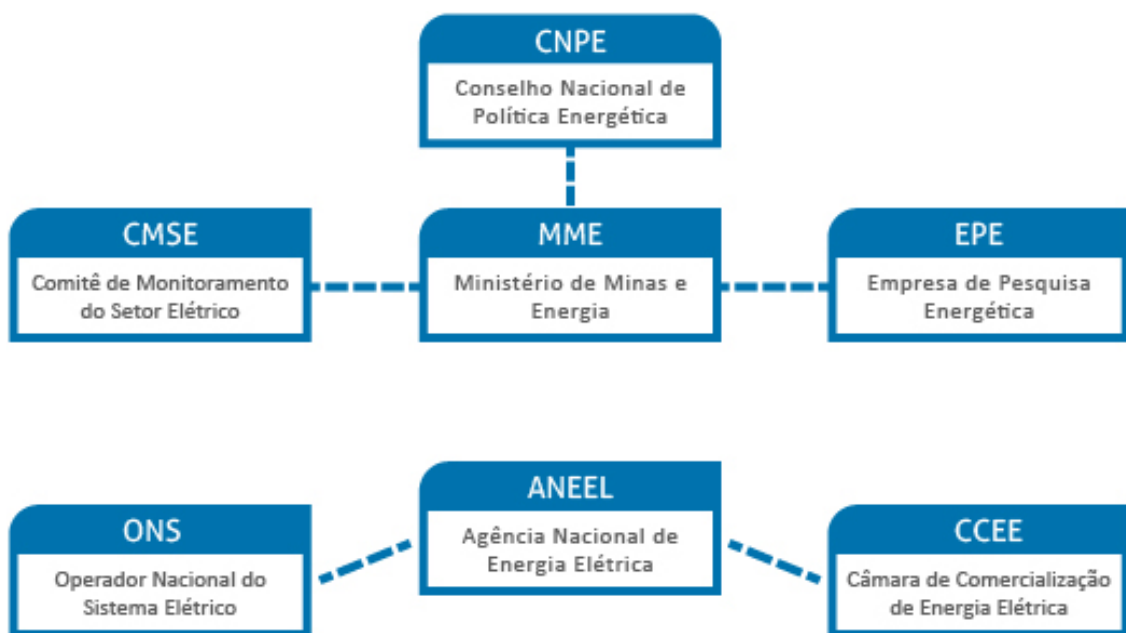 CNPE
Conselho Nacional de
Política Energética
CMSE
Comitê de Monitoramento
do Setor Elétrico
MME
Ministério de Minas e
Energia
EPE
Empresa de Pesquisa
Energética
ONS
Operador Nacional do
Sistema Elétrico
ANEEL
Agência Nacional de
Energia Elétrica
CCEE
Câmara de Comercialização
de Energia Elétrica